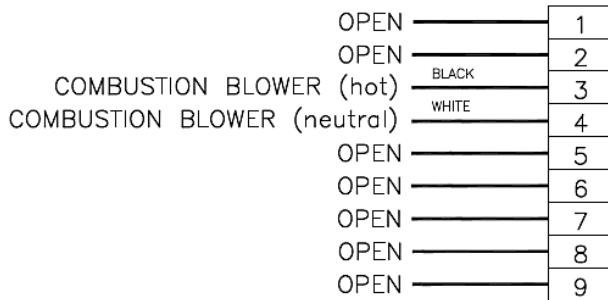 OPEN 1
OPEN 2
COMBUSTION BLOWER (hot) BLACK 3
COMBUSTION BLOWER (neutral) WHITE 4
OPEN 5
OPEN 6
OPEN 7
OPEN 8
OPEN 9